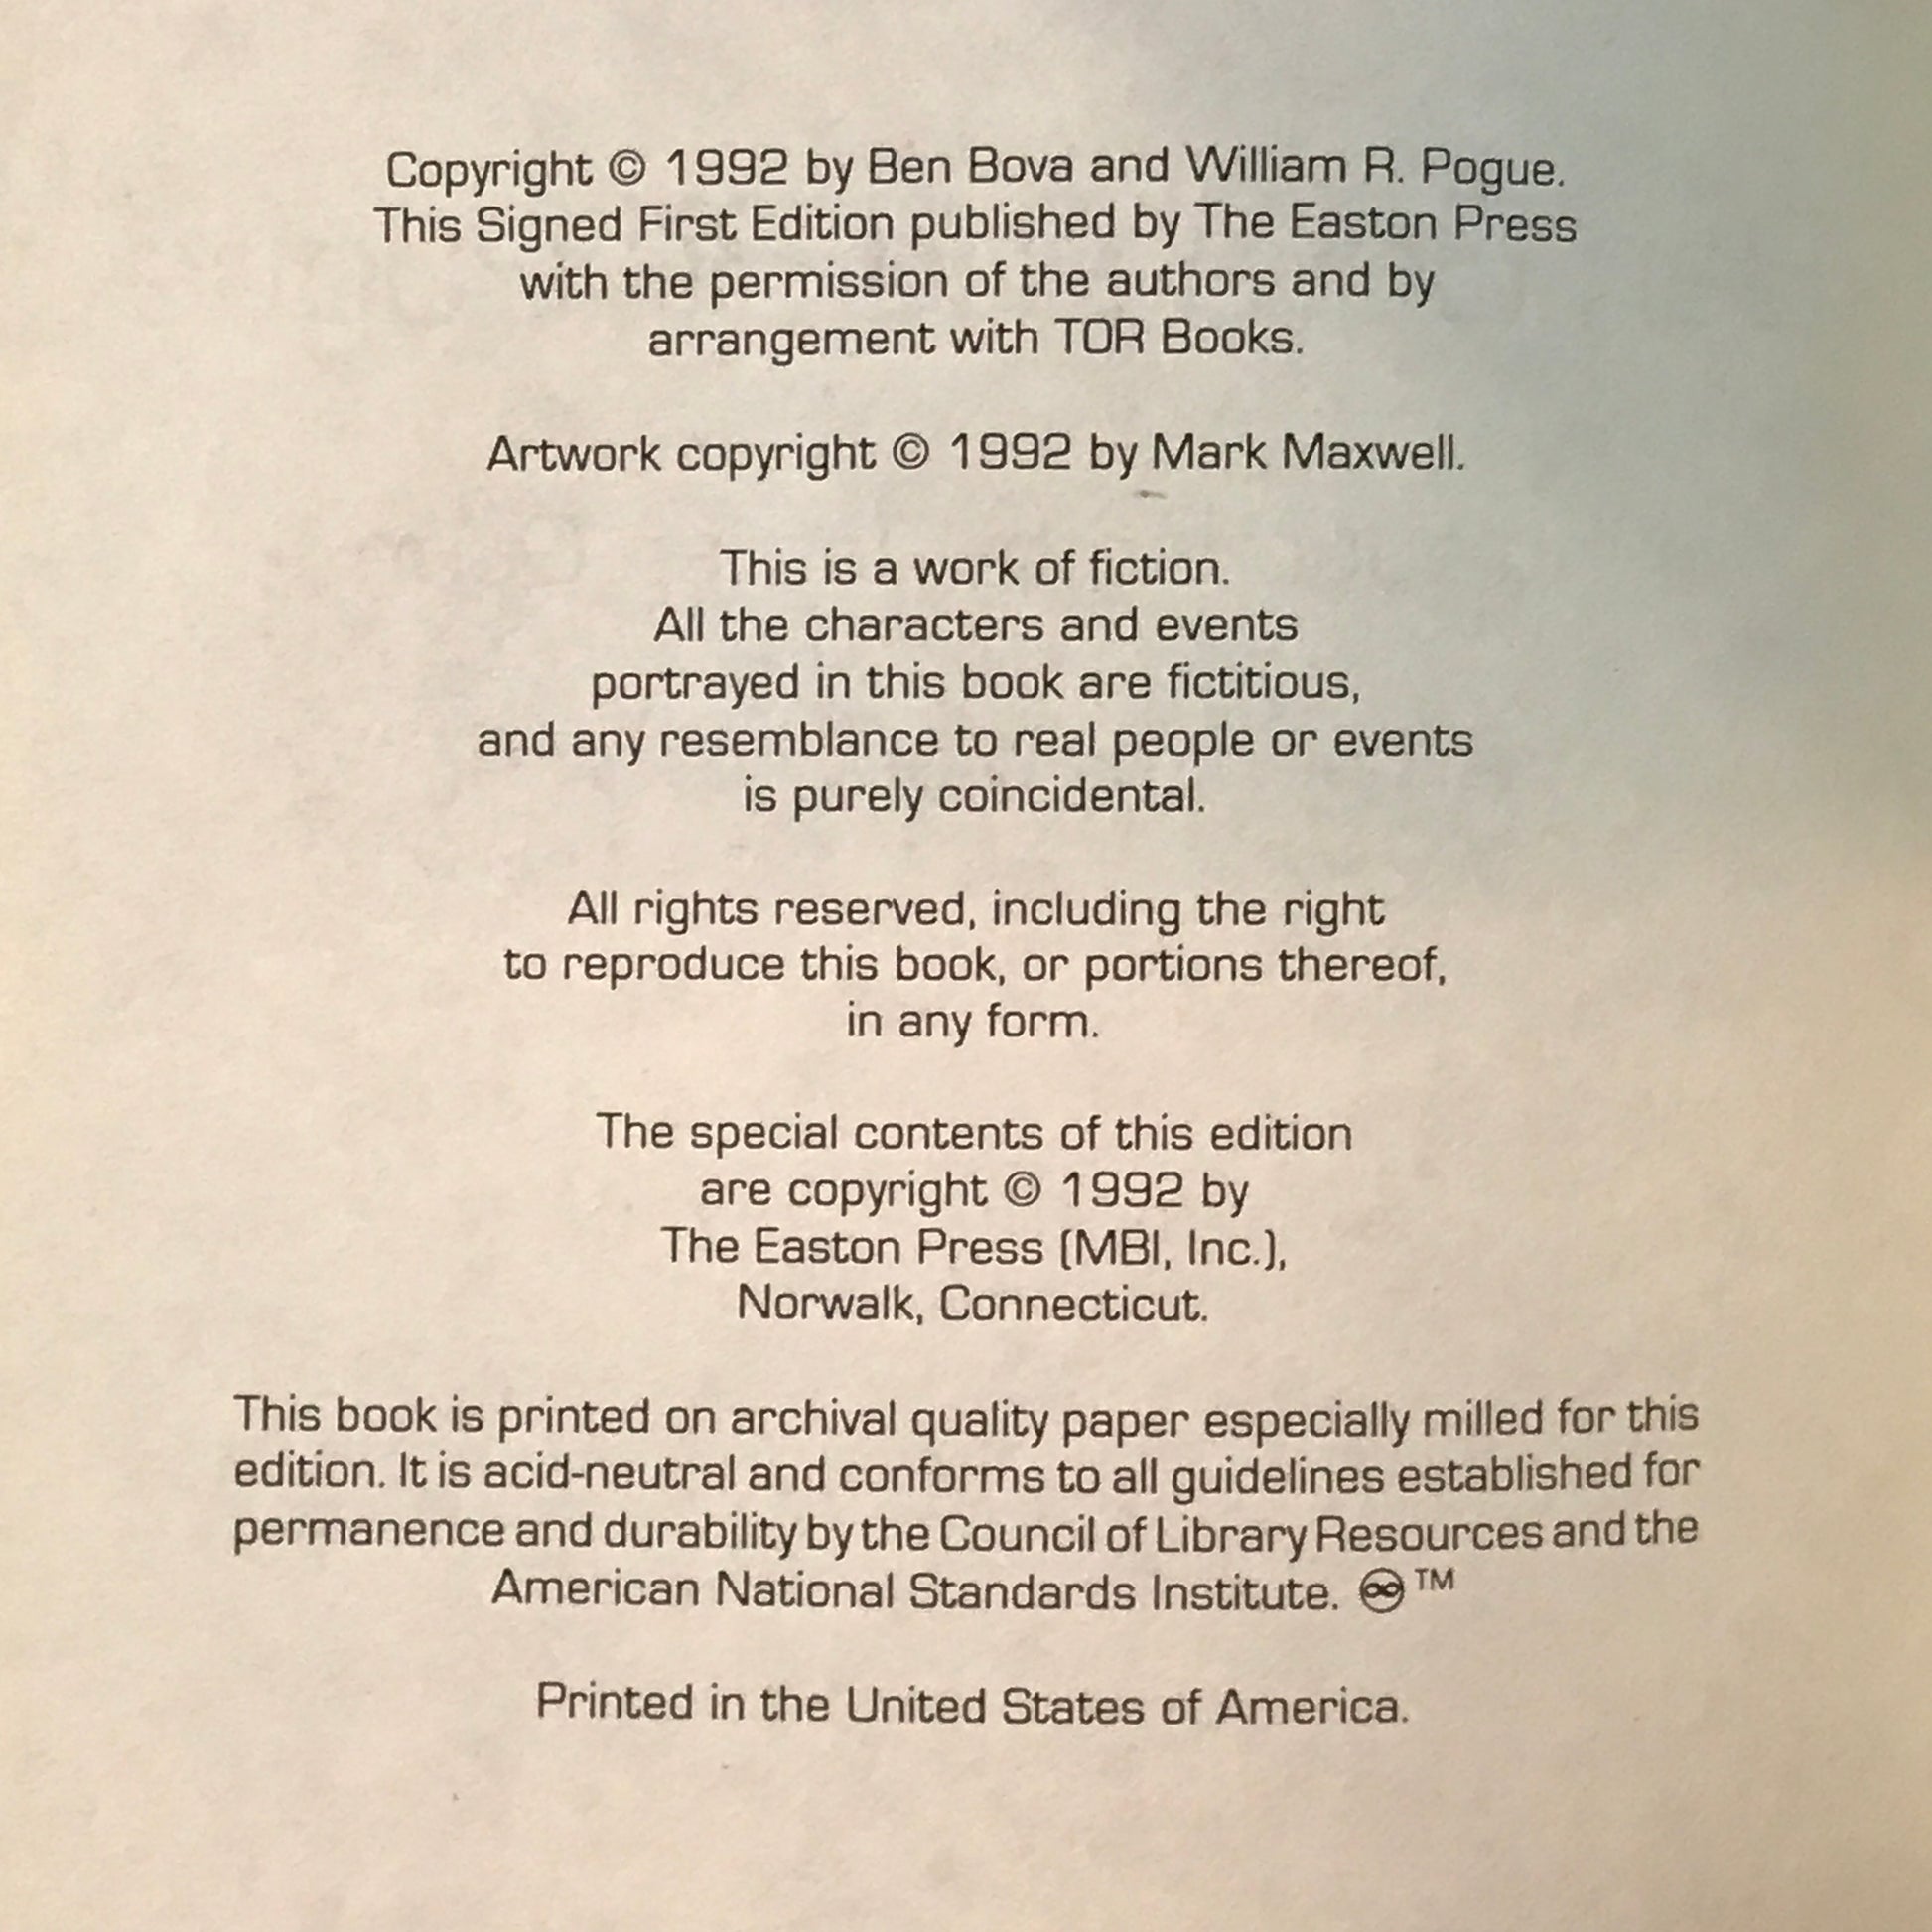 Copyright © 1992 by Ben Bova and William R. Pogue.
This Signed First Edition published by The Easton Press
with the permission of the authors and by
arrangement with TOR Books.
Artwork copyright © 1992 by Mark Maxwell.
This is a work of fiction.
All the characters and events
portrayed in this book are fictitious,
and any resemblance to real people or events
is purely coincidental.
All rights reserved, including the right
to reproduce this book, or portions thereof,
in any form.
The special contents of this edition
are copyright © 1992 by
The Easton Press (MBI, Inc.),
Norwalk, Connecticut.
This book is printed on archival quality paper especially milled for this
edition. It is acid-neutral and conforms to all guidelines established for
permanence and durability by the Council of Library Resources and the
American National Standards Institute. ♾™
Printed in the United States of America.